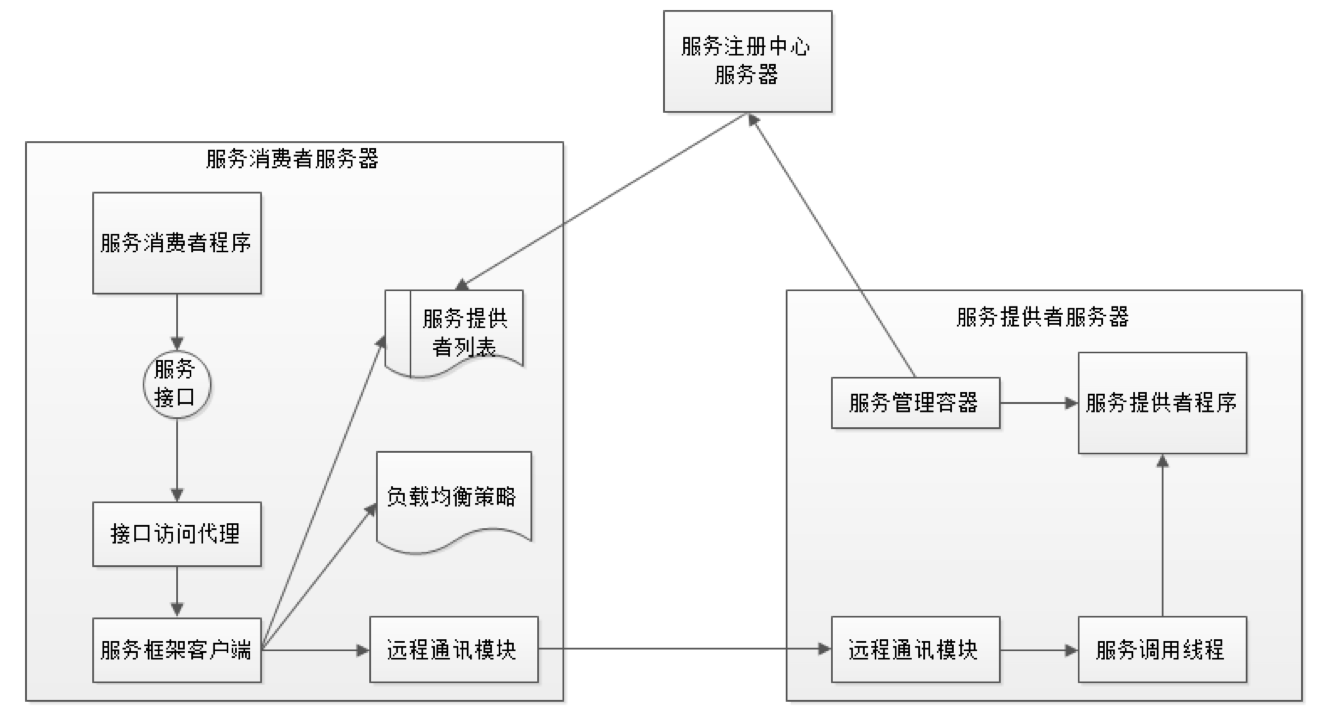 服务注册中心
服务器
服务消费者服务器
服务消费者程序
服务
接口
接口访问代理
服务框架客户端
服务提供
者列表
负载均衡策略
远程通讯模块
服务提供者服务器
服务管理容器
服务提供者程序
远程通讯模块
服务调用线程